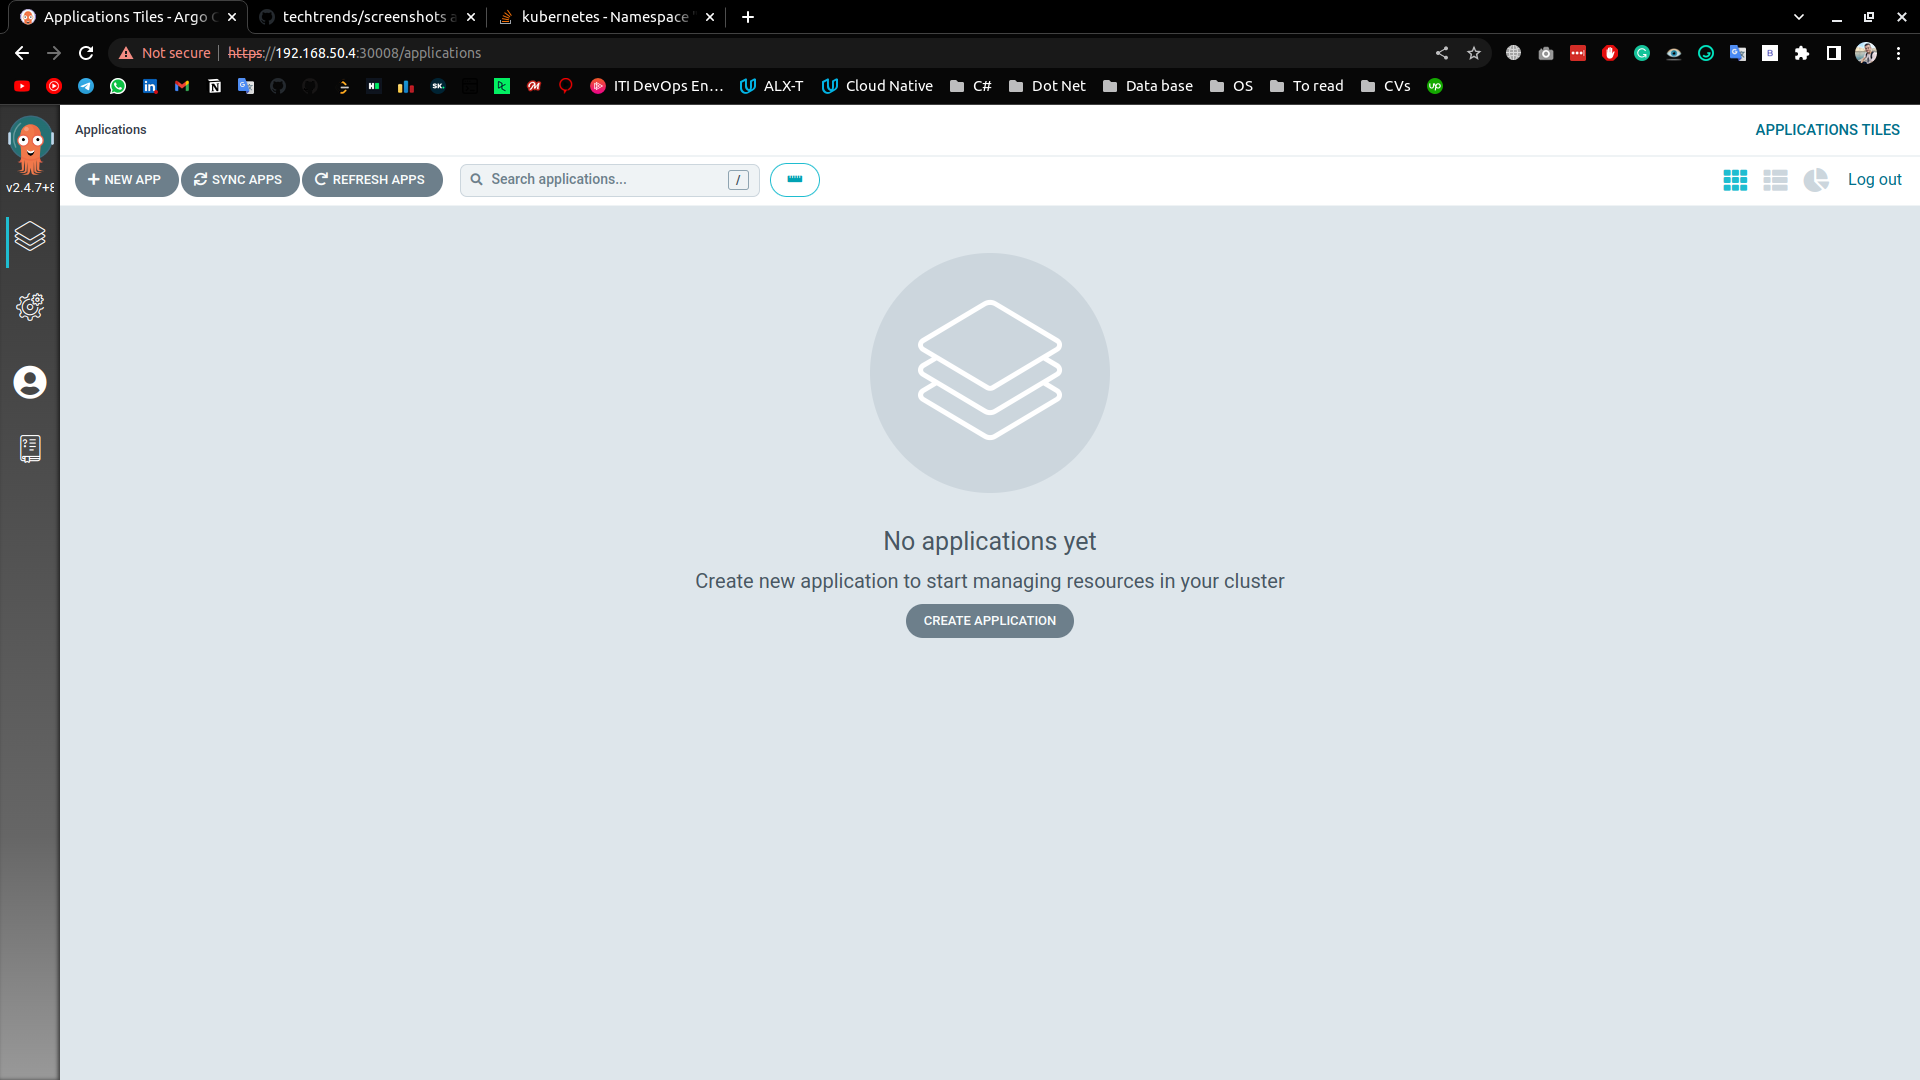 Applications Tiles - Argo
techtrends/screenshots
kubernetes - Namespace
Not secure
https://192.168.50.4:30008/applications
ITI DevOps En...
ALX-T
Cloud Native
C#
Dot Net
Data base
OS
To read
CVs
v2.4.7+8
Applications
APPLICATIONS TILES
NEW APP
SYNC APPS
REFRESH APPS
Search applications...
/
Log out
No applications yet
Create new application to start managing resources in your cluster
CREATE APPLICATION